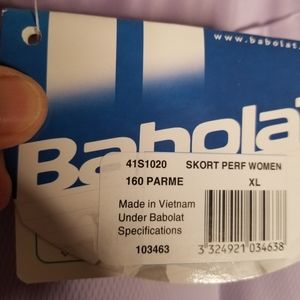 www.babolat.
Babolat
41S1020 SKORT PERF WOMEN
160 PARME XL
Made in Vietnam
Under Babolat
Specifications
103463
3 324921 034638